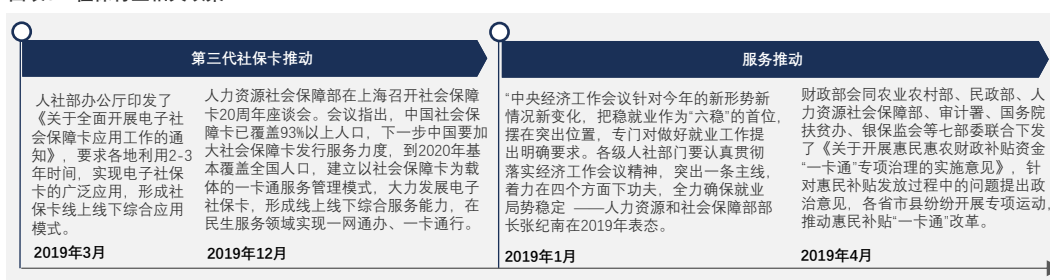 第三代社保卡推动
人社部办公厅印发了
《关于全面开展电子社
会保障卡应用工作的通
知》，要求各地利用2-3
年时间，实现电子社保
卡的广泛应用，形成社
保卡线上线下综合应用
模式。
2019年3月
人力资源社会保障部在上海召开社会保障
卡20周年座谈会。会议指出，中国社会保
障卡已覆盖93%以上人口，下一步中国要加
大社会保障卡发行服务力度，到2020年基
本覆盖全国人口，建立以社会保障卡为载
体的一卡通服务管理模式，大力发展电子
社保卡，形成线上线下综合服务能力，在
民生服务领域实现一网通办、一卡通行。
2019年12月
服务推动
“中央经济工作会议针对今年的新形势新
情况新变化，把稳就业作为“六稳”的首位，
摆在突出位置，专门对做好就业工作提
出明确要求。各级人社部门要认真贯彻
落实经济工作会议精神，突出一条主线，
着力在四个方面下功夫，全力确保就业
局势稳定 ——人力资源和社会保障部部
长张纪南在2019年表态。
2019年1月
财政部会同农业农村部、民政部、人
力资源社会保障部、审计署、国务院
扶贫办、银保监会等七部委联合下发
了《关于开展惠民惠农财政补贴资金
“一卡通”专项治理的实施意见》，针
对惠民补贴发放过程中的问题提出政
治意见，各省市县纷纷开展专项运动，
推动惠民补贴“一卡通”改革。
2019年4月